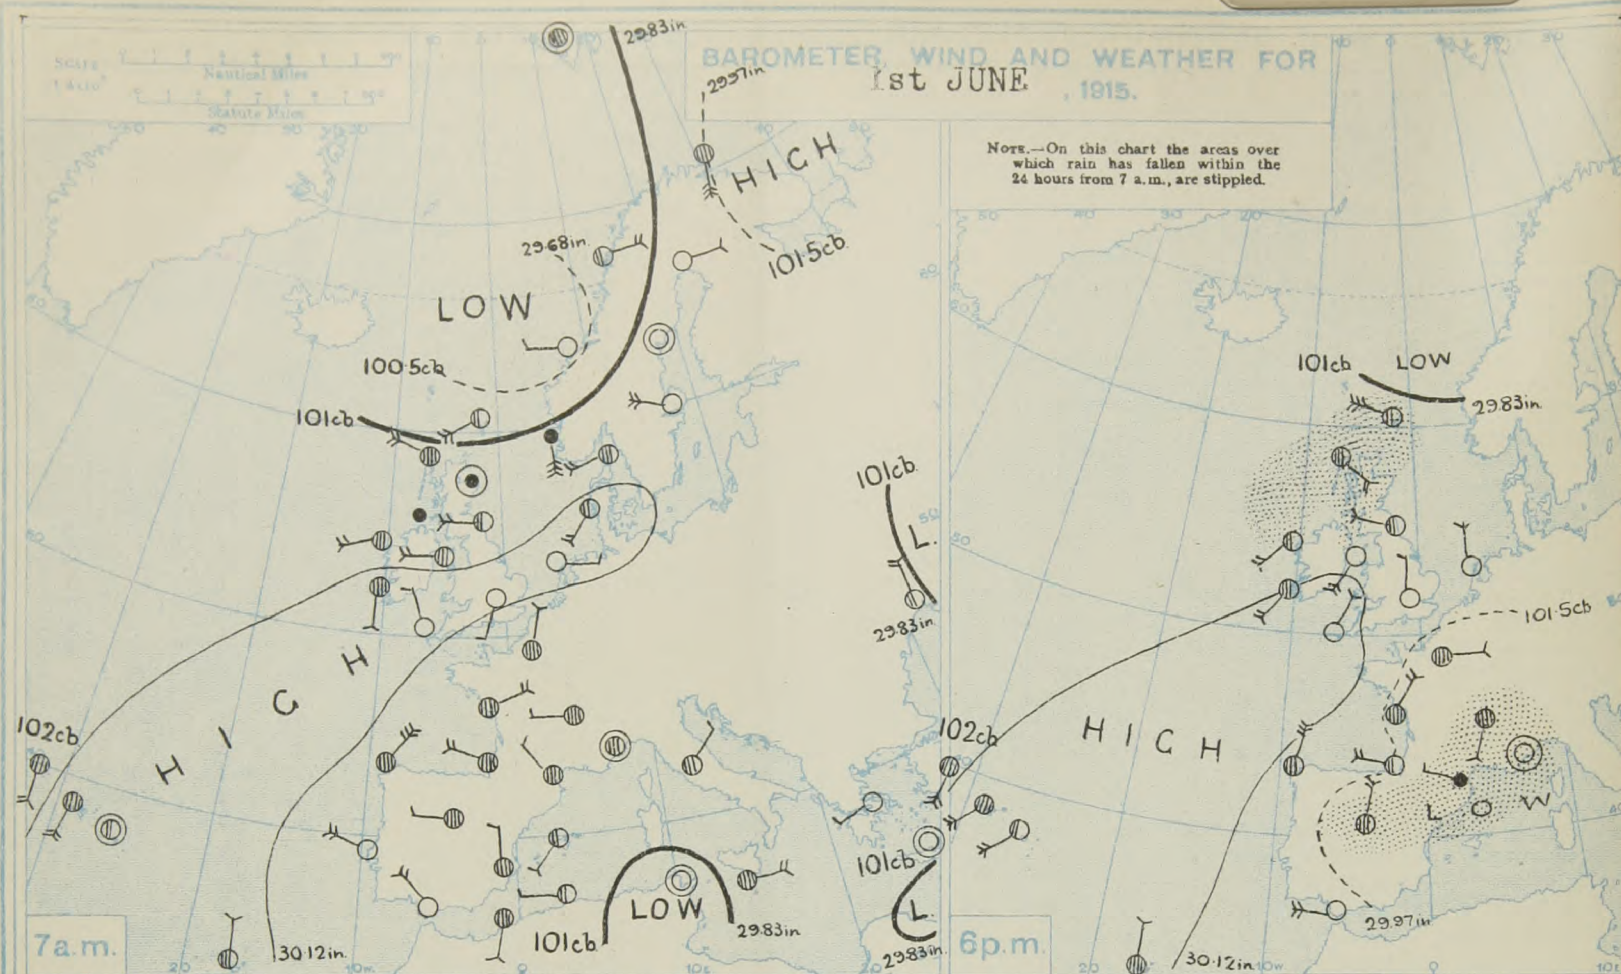 BAROMETER, WIND AND WEATHER FOR
1st JUNE , 1915.
Nautical Miles
Statute Miles
NOTE.—On this chart the areas over
which rain has fallen within the
24 hours from 7 a.m., are stippled.
29.83in
29.97in
HIGH
101.5cb
29.68in.
LOW
100.5cb
101cb
HIGH
102cb
30.12in
101cb
LOW
29.83in
7a.m.
101cb
L.
29.83in
101cb
L.
29.83in
101cb
LOW
29.83in
101.5cb
102cb
HIGH
LOW
29.97in
30.12in
6p.m.